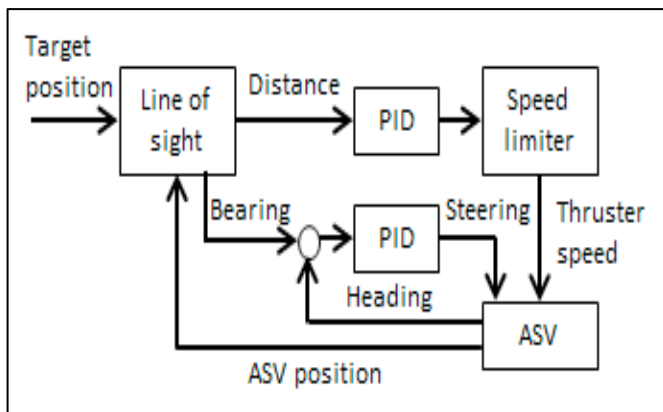 Target
position
Line of
sight
Distance
PID
Speed
limiter
Bearing
PID
Steering
Thruster
speed
Heading
ASV
ASV position